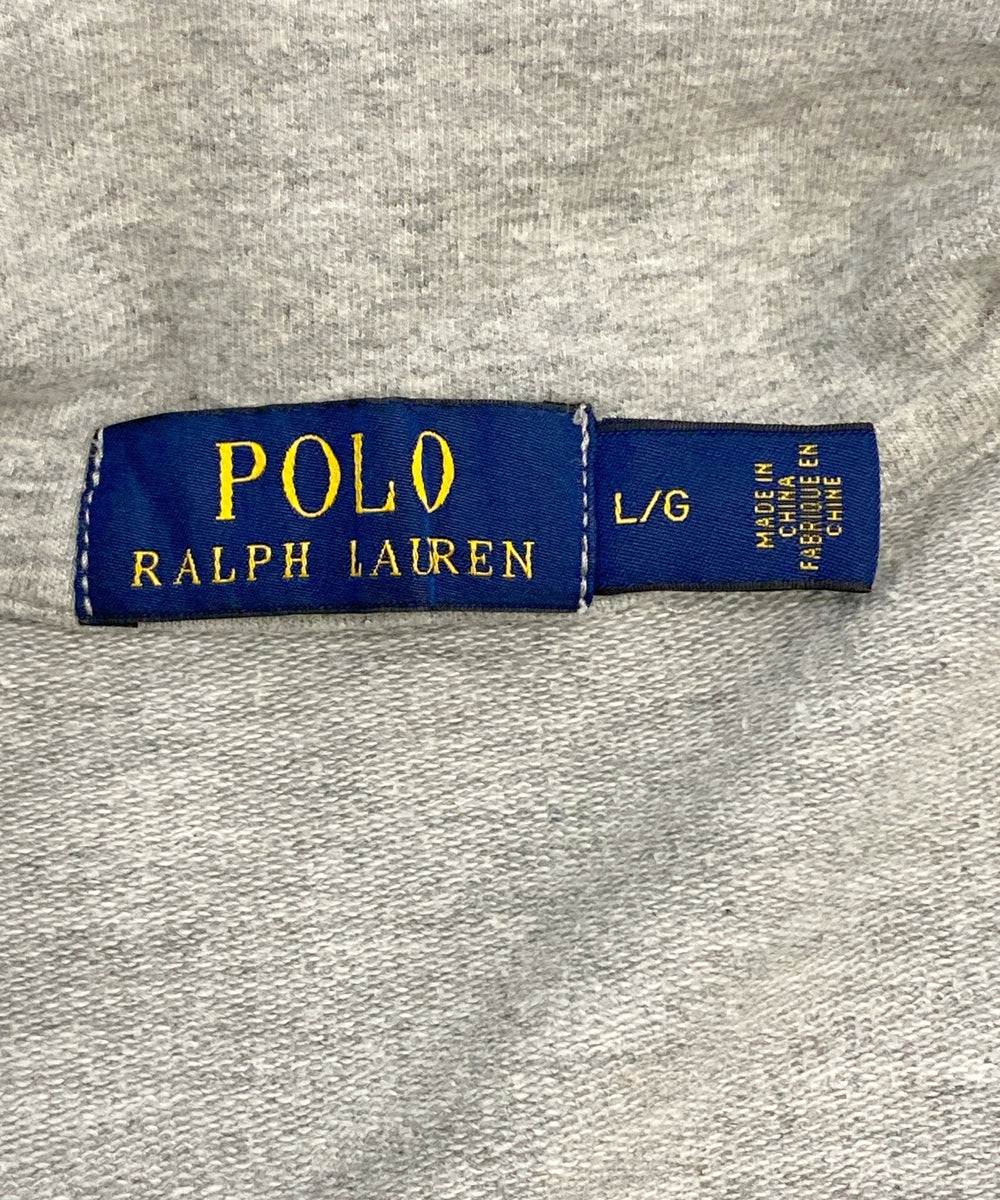 POLO
RALPH LAUREN
L/G
MADE IN
CHINA
FABRIQUE EN
CHINE